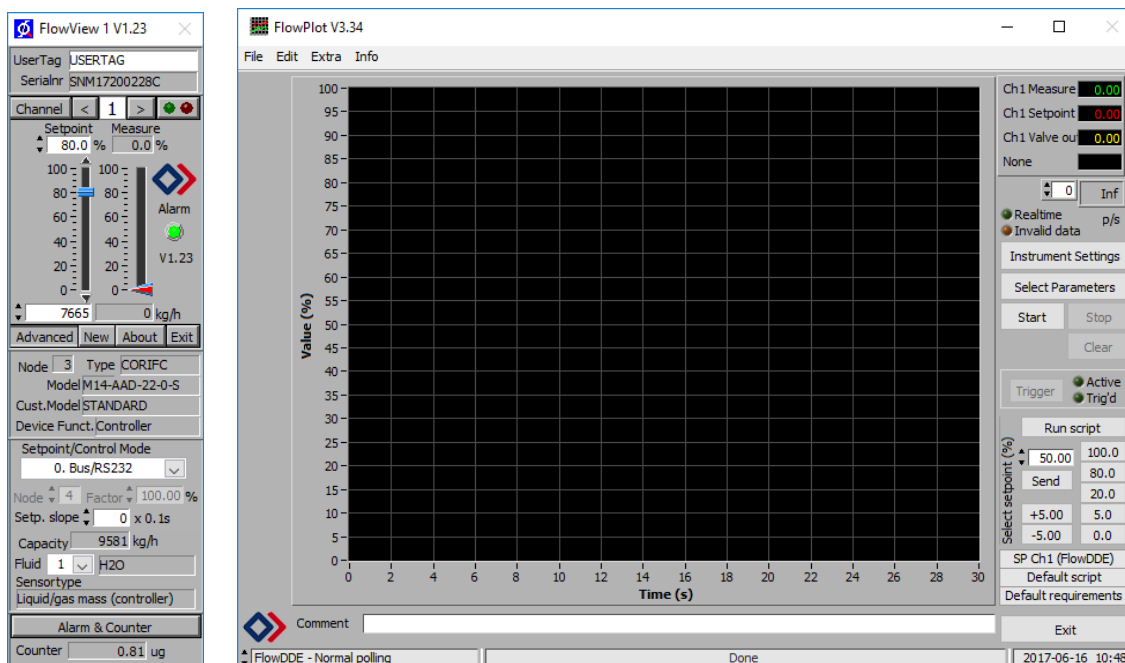 FlowView 1 V1.23
UserTag USERTAG
Serialnr SNM17200228C
Channel < 1 >
Setpoint Measure
80.0 % 0.0 %
100 100
80 80
60 60
40 40
20 20
0 0
Alarm
V1.23
7665 0 kg/h
Advanced New About Exit
Node 3 Type CORIFC
Model M14-AAD-22-0-S
Cust.Model STANDARD
Device Funct. Controller
Setpoint/Control Mode
0. Bus/RS232
Node 4 Factor 100.00 %
Setp. slope 0 x 0.1s
Capacity 9581 kg/h
Fluid 1 H2O
Sensortype
Liquid/gas mass (controller)
Alarm & Counter
Counter 0.81 ug
FlowPlot V3.34
File Edit Extra Info
Value (%)
100
95
90
85
80
75
70
65
60
55
50
45
40
35
30
25
20
15
10
5
0
0 2 4 6 8 10 12 14 16 18 20 22 24 26 28 30
Time (s)
Comment
FlowDDE - Normal polling Done 2017-06-16 10:48
Ch1 Measure 0.00
Ch1 Setpoint 0.00
Ch1 Valve ou 0.00
None
0 Inf
Realtime p/s
Invalid data
Instrument Settings
Select Parameters
Start Stop
Clear
Trigger Active
Trig'd
Run script
Select setpoint (%)
50.00 100.0
Send 80.0
20.0
+5.00 5.0
-5.00 0.0
SP Ch1 (FlowDDE)
Default script
Default requirements
Exit